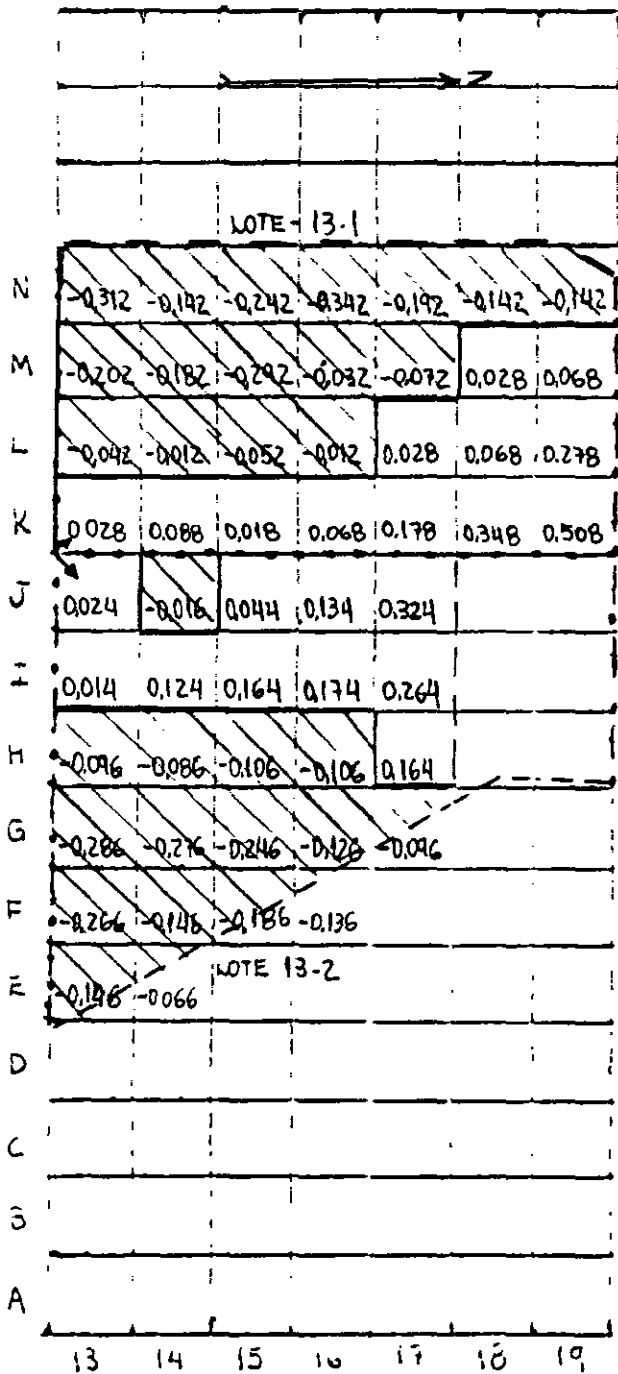 Z
LOTE - 13.1
N -0,312 -0,142 -0,242 -0,342 -0,192 -0,142 -0,142
M -0,202 -0,182 -0,292 -0,032 -0,072 0,028 0,068
L -0,042 -0,012 -0,052 -0,012 0,028 0,068 0.278
K 0,028 0,088 0,018 0,068 0,178 0,348 0,508
J 0,024 -0,016 0,044 0,134 0,324
I 0,014 0,124 0,164 0,174 0,264
H -0,096 -0,086 -0,106 -0,106 0,164
G -0,286 -0,276 -0,246 -0,126 -0,096
F -0,266 -0,146 -0,186 -0,136
E -0,146 -0,066 LOTE 13-2
D
C
B
A
13 14 15 16 17 18 19